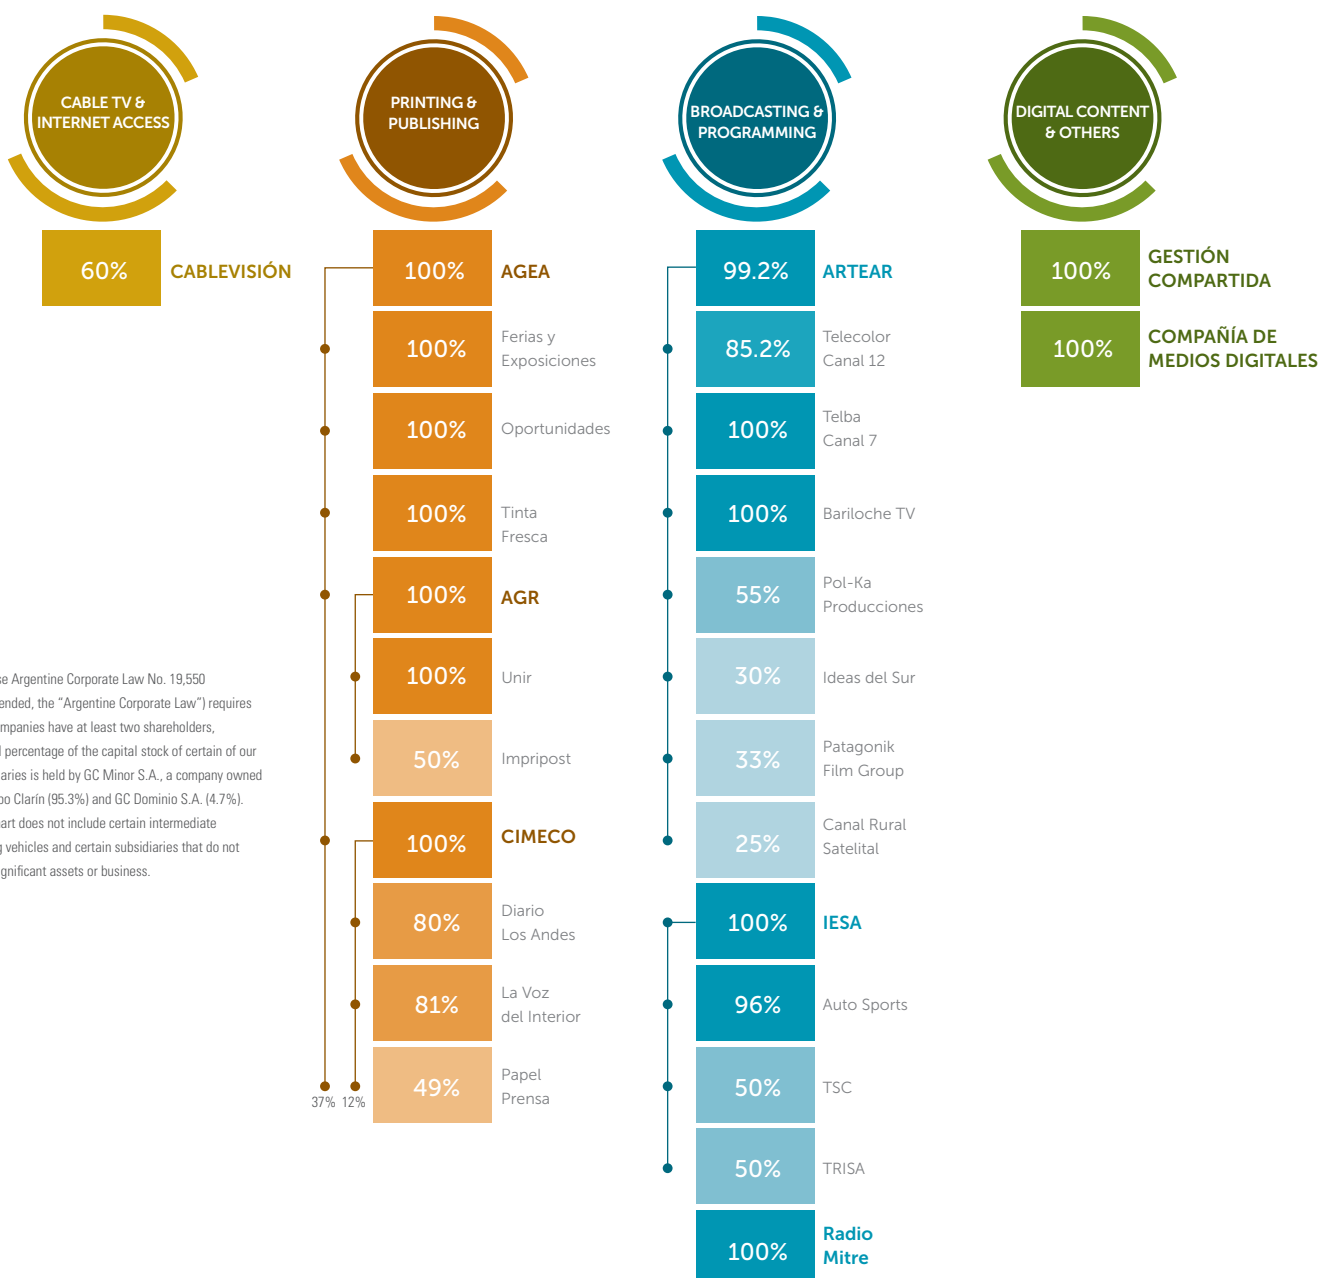 CABLE TV &
INTERNET ACCESS
60%
CABLEVISIÓN
Argentine Corporate Law No. 19,550
the “Argentine Corporate Law”) requires
have at least two shareholders,
percentage of the capital stock of certain of our
is held by GC Minor S.A., a company owned
Clarín (95.3%) and GC Dominio S.A. (4.7%).
does not include certain intermediate
vehicles and certain subsidiaries that do not
assets or business.
PRINTING &
PUBLISHING
100%
AGEA
100%
Ferias y
Exposiciones
100%
Oportunidades
100%
Tinta
Fresca
100%
AGR
100%
Unir
50%
Impripost
100%
CIMECO
80%
Diario
Los Andes
81%
La Voz
del Interior
49%
Papel
Prensa
37% 12%
BROADCASTING &
PROGRAMMING
99.2%
ARTEAR
85.2%
Telecolor
Canal 12
100%
Telba
Canal 7
100%
Bariloche TV
55%
Pol-Ka
Producciones
30%
Ideas del Sur
33%
Patagonik
Film Group
25%
Canal Rural
Satelital
100%
IESA
96%
Auto Sports
50%
TSC
50%
TRISA
100%
Radio
Mitre
DIGITAL CONTENT
& OTHERS
100%
GESTIÓN
COMPARTIDA
100%
COMPAÑÍA DE
MEDIOS DIGITALES